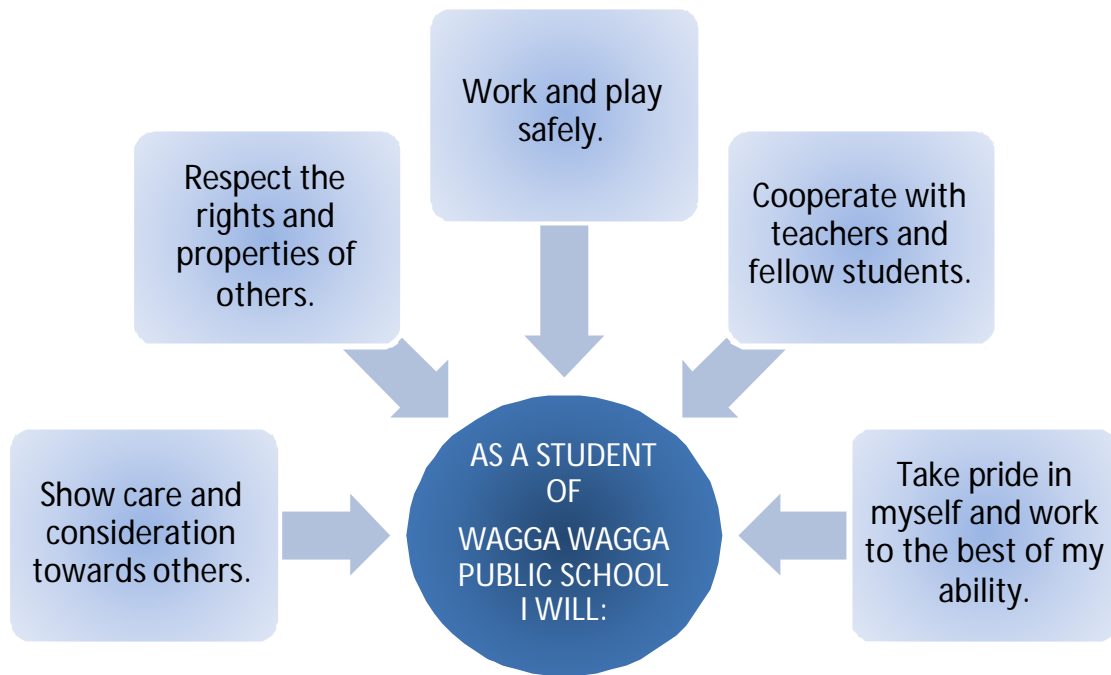 Work and play
safely.
Respect the
rights and
properties of
others.
Cooperate with
teachers and
fellow students.
Show care and
consideration
towards others.
AS A STUDENT
OF
WAGGA WAGGA
PUBLIC SCHOOL
I WILL:
Take pride in
myself and work
to the best of my
ability.